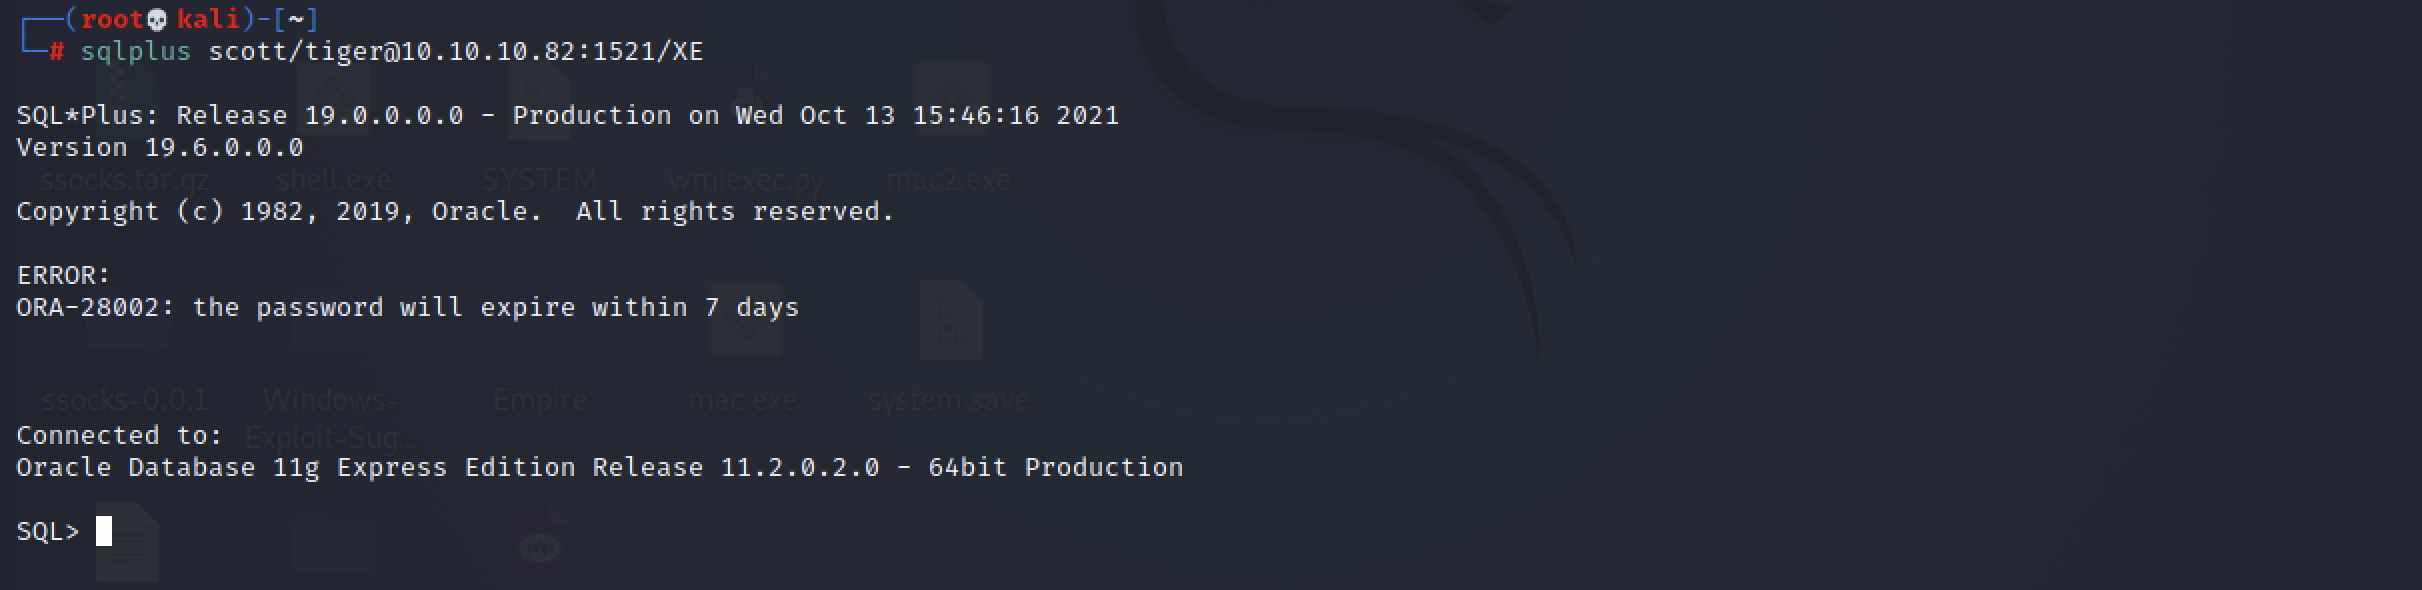 ┌──(root💀kali)-[~]
└─# sqlplus scott/tiger@10.10.10.82:1521/XE
SQL*Plus: Release 19.0.0.0.0 - Production on Wed Oct 13 15:46:16 2021
Version 19.6.0.0.0
ssocks.tar.gz shell.exe SYSTEM wmiexec.py mac2.exe
Copyright (c) 1982, 2019, Oracle.  All rights reserved.
ERROR:
ORA-28002: the password will expire within 7 days
ssocks-0.0.1 Windows- Empire mac.exe system.save
Exploit-Sug...
Connected to:
Oracle Database 11g Express Edition Release 11.2.0.2.0 - 64bit Production
SQL>
php